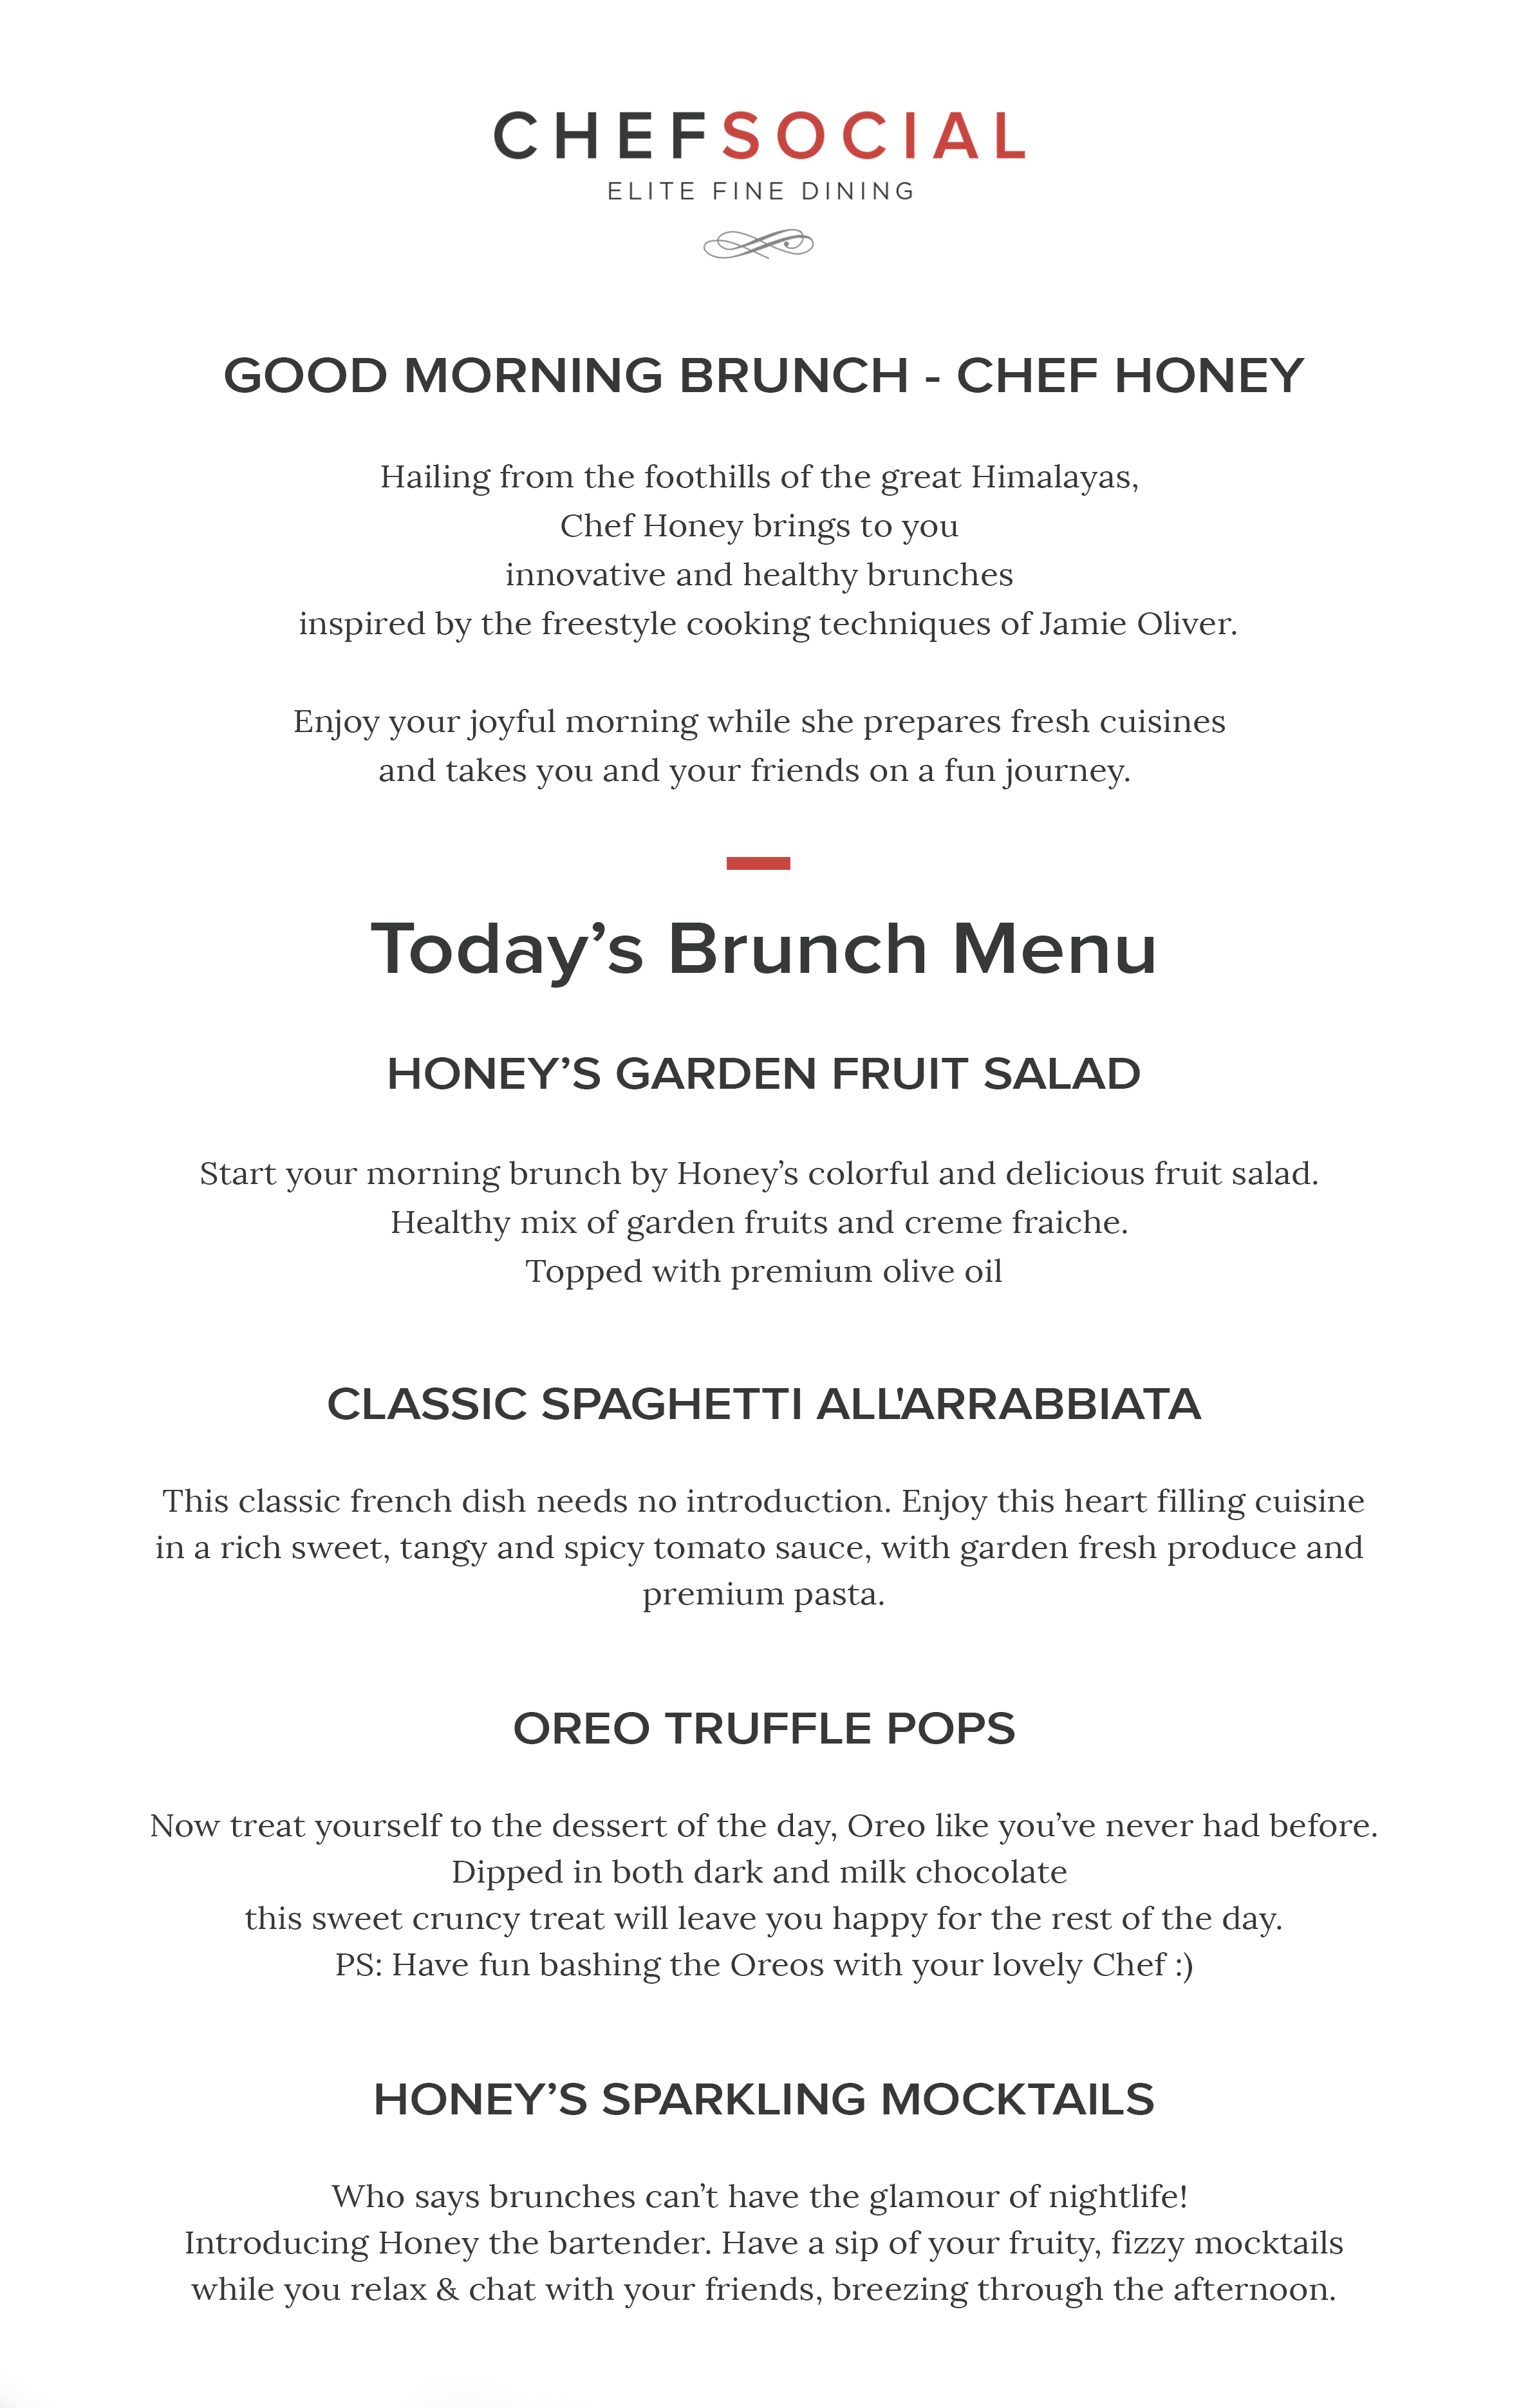 CHEFSOCIAL
ELITE FINE DINING
GOOD MORNING BRUNCH - CHEF HONEY
Hailing from the foothills of the great Himalayas,
Chef Honey brings to you
innovative and healthy brunches
inspired by the freestyle cooking techniques of Jamie Oliver.
Enjoy your joyful morning while she prepares fresh cuisines
and takes you and your friends on a fun journey.
Today’s Brunch Menu
HONEY’S GARDEN FRUIT SALAD
Start your morning brunch by Honey’s colorful and delicious fruit salad.
Healthy mix of garden fruits and creme fraiche.
Topped with premium olive oil
CLASSIC SPAGHETTI ALL'ARRABBIATA
This classic french dish needs no introduction. Enjoy this heart filling cuisine
in a rich sweet, tangy and spicy tomato sauce, with garden fresh produce and
premium pasta.
OREO TRUFFLE POPS
Now treat yourself to the dessert of the day, Oreo like you’ve never had before.
Dipped in both dark and milk chocolate
this sweet cruncy treat will leave you happy for the rest of the day.
PS: Have fun bashing the Oreos with your lovely Chef :)
HONEY’S SPARKLING MOCKTAILS
Who says brunches can’t have the glamour of nightlife!
Introducing Honey the bartender. Have a sip of your fruity, fizzy mocktails
while you relax & chat with your friends, breezing through the afternoon.